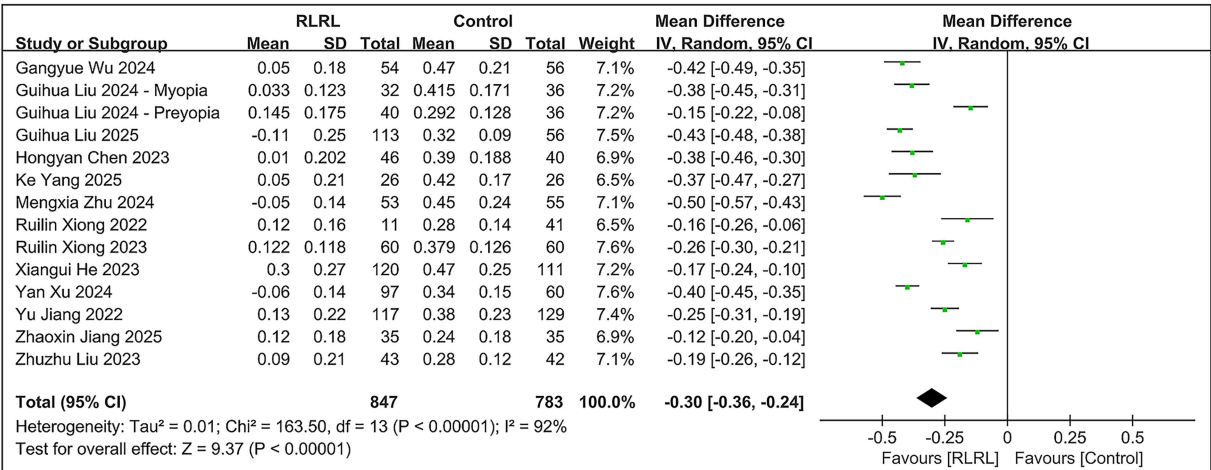 RLRL Control Mean Difference Mean Difference
Study or Subgroup Mean SD Total Mean SD Total Weight IV, Random, 95% CI IV, Random, 95% CI
Gangyue Wu 2024 0.05 0.18 54 0.47 0.21 56 7.1% -0.42 [-0.49, -0.35]
Guihua Liu 2024 - Myopia 0.033 0.123 32 0.415 0.171 36 7.2% -0.38 [-0.45, -0.31]
Guihua Liu 2024 - Preyopia 0.145 0.175 40 0.292 0.128 36 7.2% -0.15 [-0.22, -0.08]
Guihua Liu 2025 -0.11 0.25 113 0.32 0.09 56 7.5% -0.43 [-0.48, -0.38]
Hongyan Chen 2023 0.01 0.202 46 0.39 0.188 40 6.9% -0.38 [-0.46, -0.30]
Ke Yang 2025 0.05 0.21 26 0.42 0.17 26 6.5% -0.37 [-0.47, -0.27]
Mengxia Zhu 2024 -0.05 0.14 53 0.45 0.24 55 7.1% -0.50 [-0.57, -0.43]
Ruilin Xiong 2022 0.12 0.16 11 0.28 0.14 41 6.5% -0.16 [-0.26, -0.06]
Ruilin Xiong 2023 0.122 0.118 60 0.379 0.126 60 7.6% -0.26 [-0.30, -0.21]
Xiangui He 2023 0.3 0.27 120 0.47 0.25 111 7.2% -0.17 [-0.24, -0.10]
Yan Xu 2024 -0.06 0.14 97 0.34 0.15 60 7.6% -0.40 [-0.45, -0.35]
Yu Jiang 2022 0.13 0.22 117 0.38 0.23 129 7.4% -0.25 [-0.31, -0.19]
Zhaoxin Jiang 2025 0.12 0.18 35 0.24 0.18 35 6.9% -0.12 [-0.20, -0.04]
Zhuzhu Liu 2023 0.09 0.21 43 0.28 0.12 42 7.1% -0.19 [-0.26, -0.12]
Total (95% CI) 847 783 100.0% -0.30 [-0.36, -0.24]
Heterogeneity: Tau² = 0.01; Chi² = 163.50, df = 13 (P < 0.00001); I² = 92%
Test for overall effect: Z = 9.37 (P < 0.00001)
-0.5 -0.25 0 0.25 0.5
Favours [RLRL] Favours [Control]